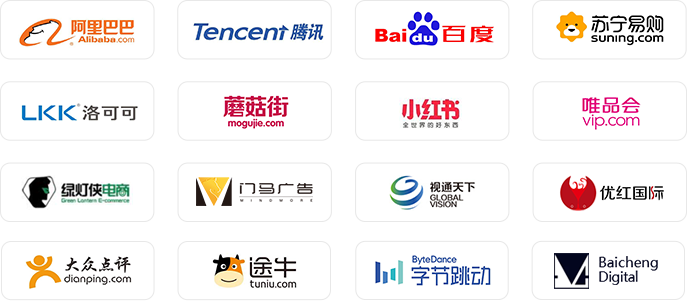 阿里巴巴
Alibaba.com
Tencent 腾讯
Bai du 百度
苏宁易购
suning.com
LKK 洛可可
蘑菇街
mogujie.com
小红书
全世界的好东西
唯品会
vip.com
绿灯侠电商
Green Lantern E-commerce
门马广告
MINDMORE
视通天下
GLOBAL
VISION
优红国际
大众点评
dianping.com
途牛
tuniu.com
ByteDance
字节跳动
Baicheng
Digital